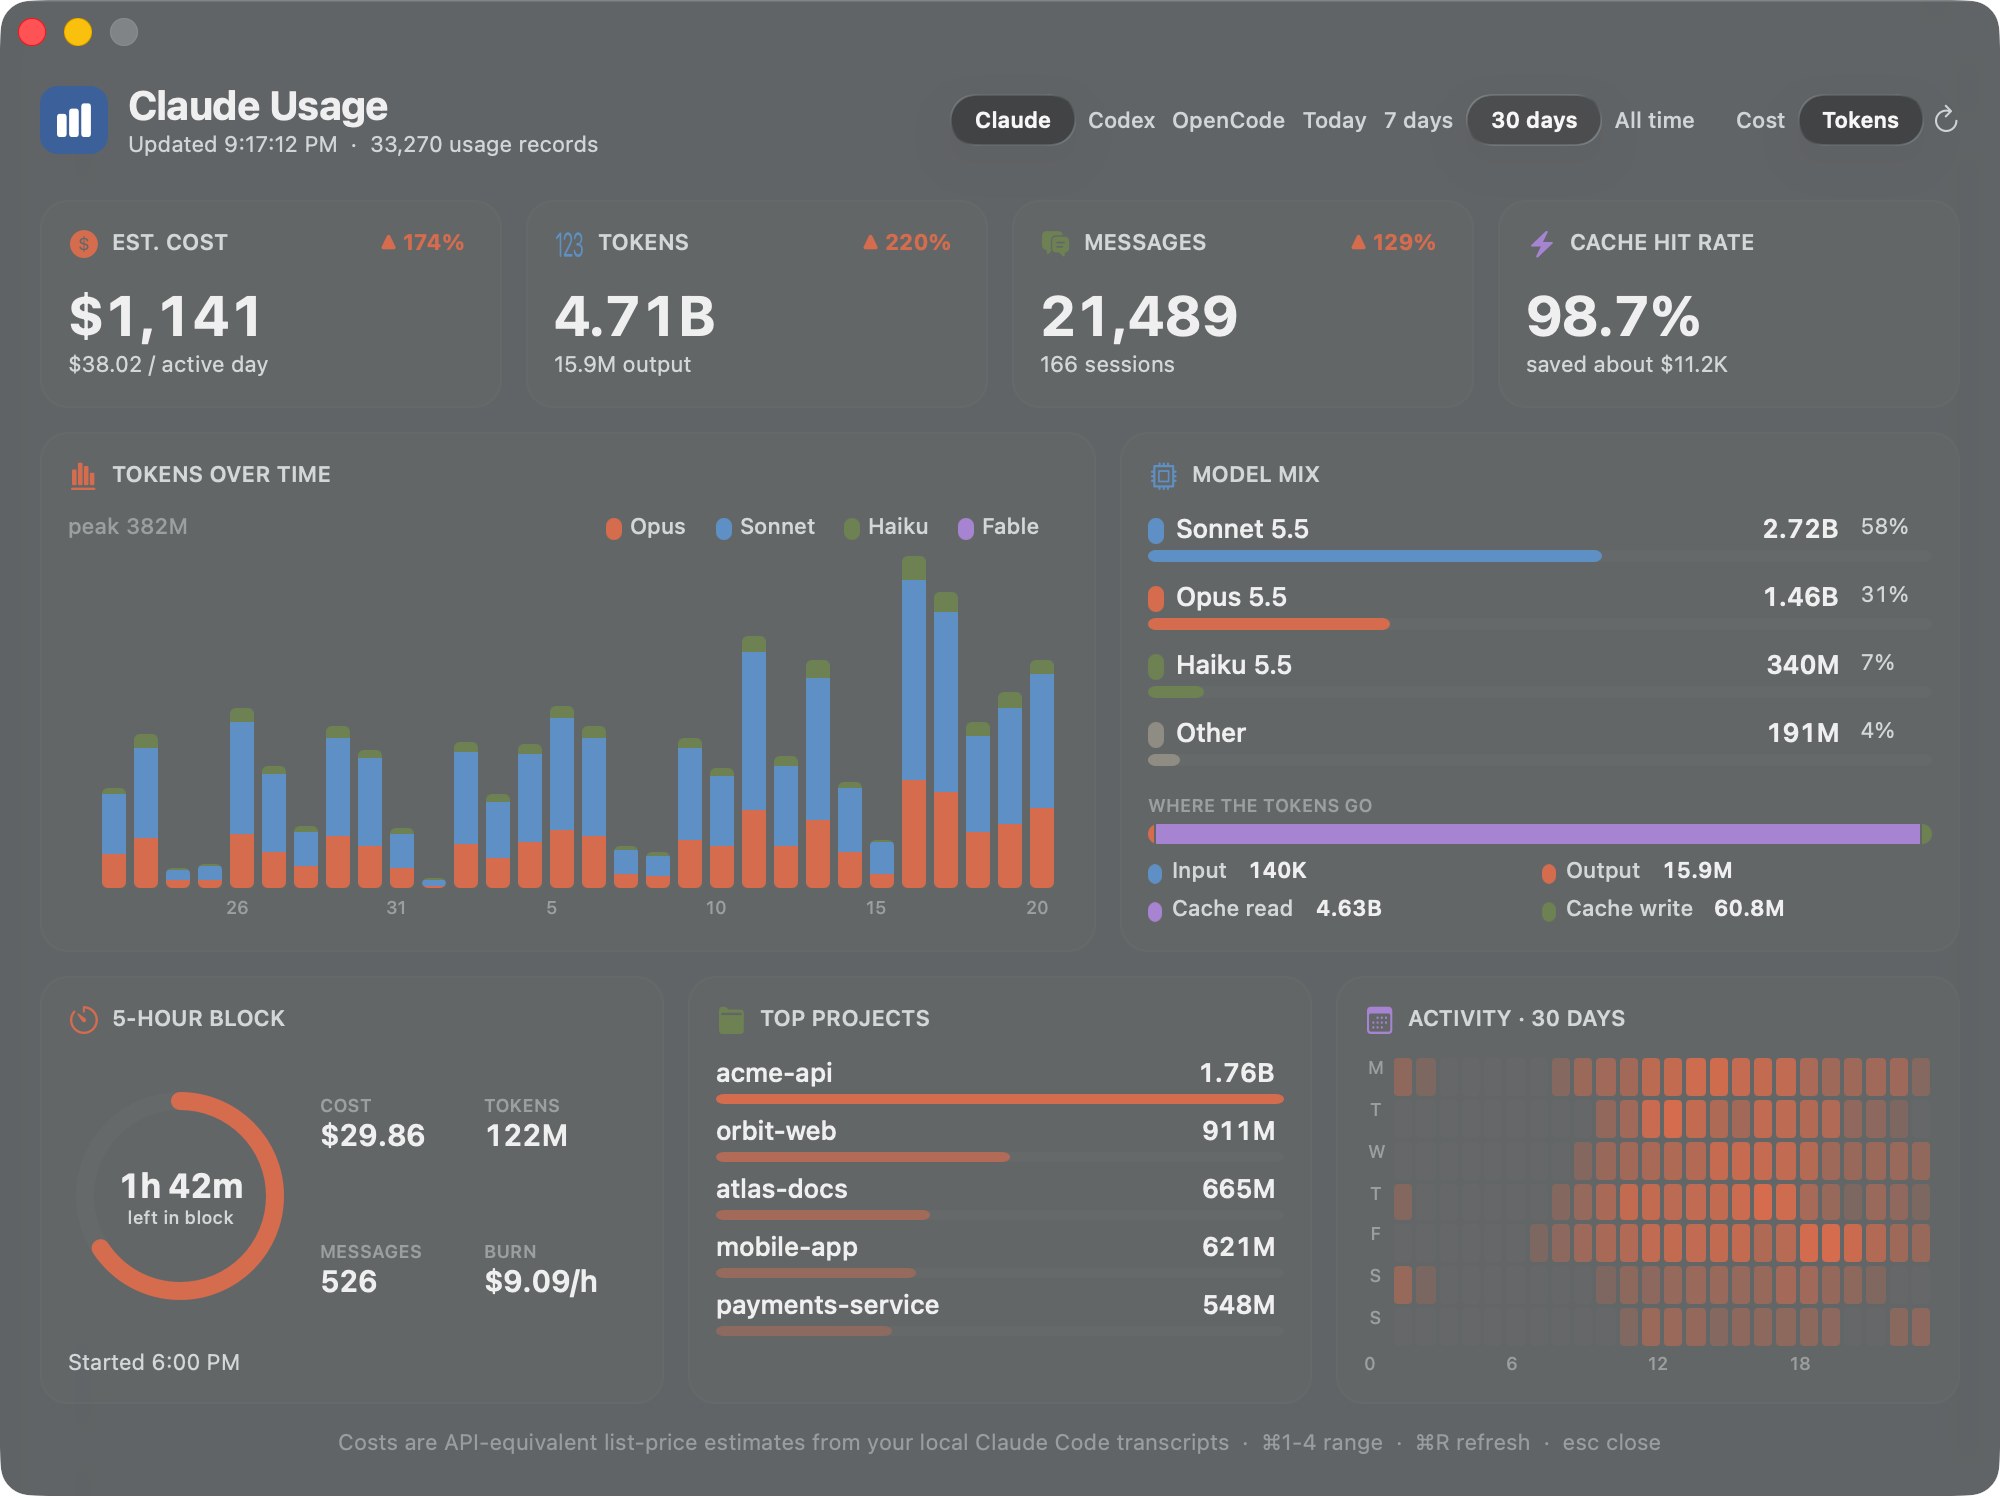 Claude Usage
Updated 9:17:12 PM · 33,270 usage records
Claude Codex OpenCode Today 7 days 30 days All time Cost Tokens
$ EST. COST ▲ 174%
$1,141
$38.02 / active day
123 TOKENS ▲ 220%
4.71B
15.9M output
MESSAGES ▲ 129%
21,489
166 sessions
CACHE HIT RATE
98.7%
saved about $11.2K
TOKENS OVER TIME
peak 382M
Opus Sonnet Haiku Fable
26 31 5 10 15 20
MODEL MIX
Sonnet 5.5 2.72B 58%
Opus 5.5 1.46B 31%
Haiku 5.5 340M 7%
Other 191M 4%
WHERE THE TOKENS GO
Input 140K Output 15.9M
Cache read 4.63B Cache write 60.8M
5-HOUR BLOCK
1h 42m
left in block
COST TOKENS
$29.86 122M
MESSAGES BURN
526 $9.09/h
Started 6:00 PM
TOP PROJECTS
acme-api 1.76B
orbit-web 911M
atlas-docs 665M
mobile-app 621M
payments-service 548M
ACTIVITY · 30 DAYS
M
T
W
T
F
S
S
0 6 12 18
Costs are API-equivalent list-price estimates from your local Claude Code transcripts · ⌘1-4 range · ⌘R refresh · esc close